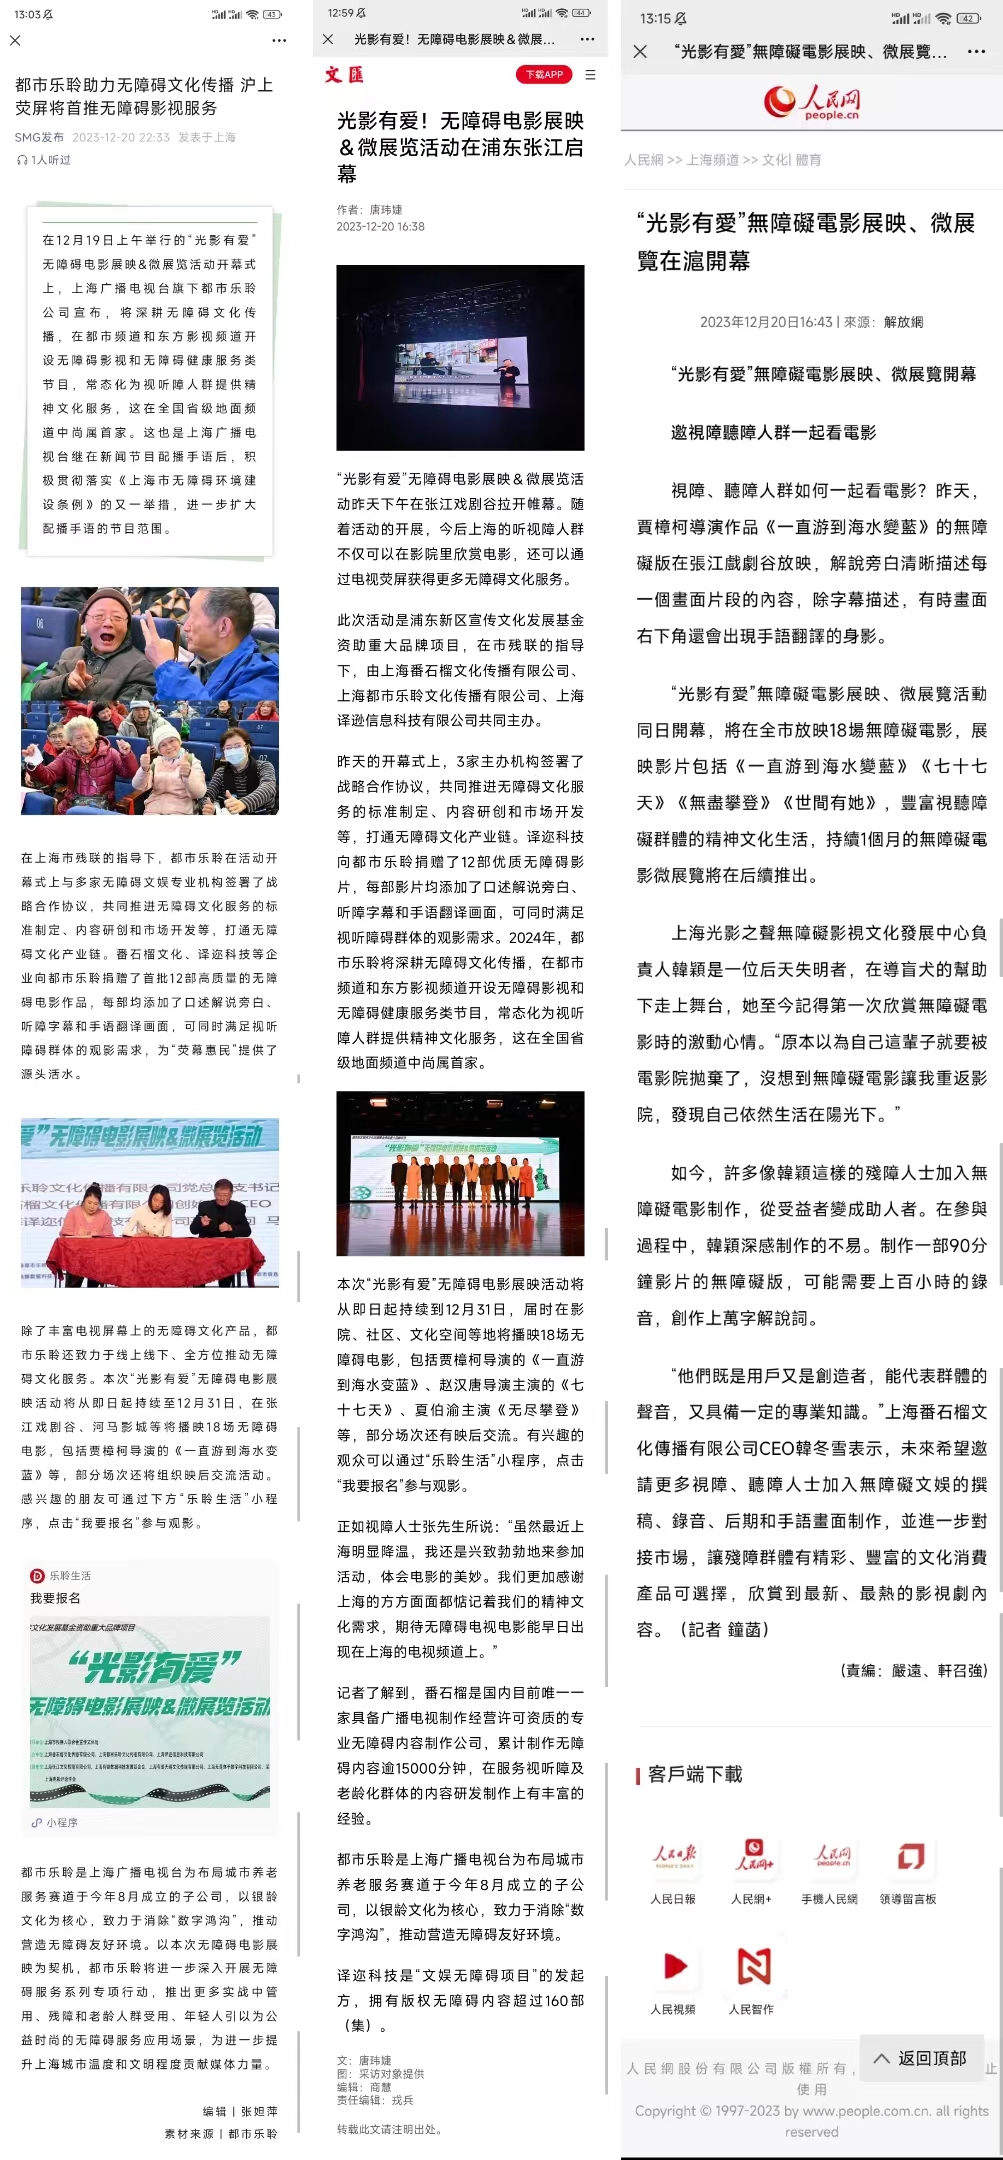 13:03
43
都市乐聆助力无障碍文化传播 沪上
荧屏将首推无障碍影视服务
SMG发布 2023-12-20 22:33 发表于上海
1人听过
在12月19日上午举行的“光影有爱”
无障碍电影展映&微展览活动开幕式
上，上海广播电视台旗下都市乐聆
公司宣布，将深耕无障碍文化传
播，在都市频道和东方影视频道开
设无障碍影视和无障碍健康服务类
节目，常态化为视听障人群提供精
神文化服务，这在全国省级地面频
道中尚属首家。这也是上海广播电
视台继在新闻节目配播手语后，积
极贯彻落实《上海市无障碍环境建
设条例》的又一举措，进一步扩大
配播手语的节目范围。
在上海市残联的指导下，都市乐聆在活动开
幕式上与多家无障碍文娱专业机构签署了战
略合作协议，共同推进无障碍文化服务的标
准制定、内容研创和市场开发等，打通无障
碍文化产业链。番石榴文化、译迩科技等企
业向都市乐聆捐赠了首批12部高质量的无障
碍电影作品，每部均添加了口述解说旁白、
听障字幕和手语翻译画面，可同时满足视听
障碍群体的观影需求，为“荧幕惠民”提供了
源头活水。
爱”无障碍电影展映&微展览活动
乐聆文化传播有限公司党总支书记
除了丰富电视屏幕上的无障碍文化产品，都
市乐聆还致力于线上线下、全方位推动无障
碍文化服务。本次“光影有爱”无障碍电影展
映活动将从即日起持续至12月31日，在张
江戏剧谷、河马影城等将播映18场无障碍
电影，包括贾樟柯导演的《一直游到海水变
蓝》等，部分场次还将组织映后交流活动。
感兴趣的朋友可通过下方“乐聆生活”小程
序，点击“我要报名”参与观影。
乐聆生活
我要报名
文化发展基金资助重大品牌项目
“光影有爱”
无障碍电影展映&微展览活动
小程序
都市乐聆是上海广播电视台为布局城市养老
服务赛道于今年8月成立的子公司，以银龄
文化为核心，致力于消除“数字鸿沟”，推动
营造无障碍友好环境。以本次无障碍电影展
映为契机，都市乐聆将进一步深入开展无障
碍服务系列专项行动，推出更多实战中管
用、残障和老龄人群受用、年轻人引以为公
益时尚的无障碍服务应用场景，为进一步提
升上海城市温度和文明程度贡献媒体力量。
编辑丨张妲萍
素材来源丨都市乐聆
12:59
44
光影有爱！无障碍电影展映＆微展...
文匯
下载APP
光影有爱！无障碍电影展映
＆微展览活动在浦东张江启
幕
作者：唐玮婕
2023-12-20 16:38
“光影有爱”无障碍电影展映＆微展览活
动昨天下午在张江戏剧谷拉开帷幕。随
着活动的开展，今后上海的听视障人群
不仅可以在影院里欣赏电影，还可以通
过电视荧屏获得更多无障碍文化服务。
此次活动是浦东新区宣传文化发展基金
资助重大品牌项目，在市残联的指导
下，由上海番石榴文化传播有限公司、
上海都市乐聆文化传播有限公司、上海
译逊信息科技有限公司共同主办。
昨天的开幕式上，3家主办机构签署了
战略合作协议，共同推进无障碍文化服
务的标准制定、内容研创和市场开发
等，打通无障碍文化产业链。译迩科技
向都市乐聆捐赠了12部优质无障碍影
片，每部影片均添加了口述解说旁白、
听障字幕和手语翻译画面，可同时满足
视听障碍群体的观影需求。2024年，都
市乐聆将深耕无障碍文化传播，在都市
频道和东方影视频道开设无障碍影视和
无障碍健康服务类节目，常态化为视听
障人群提供精神文化服务，这在全国省
级地面频道中尚属首家。
“光影有爱”无障碍电影展映&微展览活动
本次“光影有爱”无障碍电影展映活动将
从即日起持续到12月31日，届时在影
院、社区、文化空间等地将播映18场无
障碍电影，包括贾樟柯导演的《一直游
到海水变蓝》、赵汉唐导演主演的《七
十七天》、夏伯渝主演《无尽攀登》
等，部分场次还有映后交流。有兴趣的
观众可以通过“乐聆生活”小程序，点击
“我要报名”参与观影。
正如视障人士张先生所说：“虽然最近上
海明显降温，我还是兴致勃勃地来参加
活动，体会电影的美妙。我们更加感谢
上海的方方面面都惦记着我们的精神文
化需求，期待无障碍电视电影能早日出
现在上海的电视频道上。”
记者了解到，番石榴是国内目前唯一一
家具备广播电视制作经营许可资质的专
业无障碍内容制作公司，累计制作无障
碍内容逾15000分钟，在服务视听障及
老龄化群体的内容研发制作上有丰富的
经验。
都市乐聆是上海广播电视台为布局城市
养老服务赛道于今年8月成立的子公
司，以银龄文化为核心，致力于消除“数
字鸿沟”，推动营造无障碍友好环境。
译迩科技是“文娱无障碍项目”的发起
方，拥有版权无障碍内容超过160部
（集）。
文：唐玮婕
图：采访对象提供
编辑：商慧
责任编辑：戎兵
转载此文请注明出处。
13:15
42
“光影有愛”無障礙電影展映、微展覽...
人民网
people.cn
人民網 >> 上海頻道 >> 文化| 體育
“光影有愛”無障礙電影展映、微展
覽在滬開幕
2023年12月20日16:43 | 來源：解放網
“光影有愛”無障礙電影展映、微展覽開幕
邀視障聽障人群一起看電影
視障、聽障人群如何一起看電影？昨天，
賈樟柯導演作品《一直游到海水變藍》的無障
礙版在張江戲劇谷放映，解說旁白清晰描述每
一個畫面片段的內容，除字幕描述，有時畫面
右下角還會出現手語翻譯的身影。
“光影有愛”無障礙電影展映、微展覽活動
同日開幕，將在全市放映18場無障礙電影，展
映影片包括《一直游到海水變藍》《七十七
天》《無盡攀登》《世間有她》，豐富視聽障
礙群體的精神文化生活，持續1個月的無障礙電
影微展覽將在后續推出。
上海光影之聲無障礙影視文化發展中心負
責人韓穎是一位后天失明者，在導盲犬的幫助
下走上舞台，她至今記得第一次欣賞無障礙電
影時的激動心情。“原本以為自己這輩子就要被
電影院拋棄了，沒想到無障礙電影讓我重返影
院，發現自己依然生活在陽光下。”
如今，許多像韓穎這樣的殘障人士加入無
障礙電影制作，從受益者變成助人者。在參與
過程中，韓穎深感制作的不易。制作一部90分
鐘影片的無障礙版，可能需要上百小時的錄
音，創作上萬字解說詞。
“他們既是用戶又是創造者，能代表群體的
聲音，又具備一定的專業知識。”上海番石榴文
化傳播有限公司CEO韓冬雪表示，未來希望邀
請更多視障、聽障人士加入無障礙文娛的撰
稿、錄音、后期和手語畫面制作，並進一步對
接市場，讓殘障群體有精彩、豐富的文化消費
產品可選擇，欣賞到最新、最熱的影視劇內
容。（記者 鐘菡）
(責編：嚴遠、軒召強)
客戶端下載
人民日報
人民網+
手機人民網
領導留言板
人民視頻
人民智作
人民網股份有限公司版權所有，
止
使用
返回頂部
Copyright © 1997-2023 by www.people.com.cn. all rights
reserved